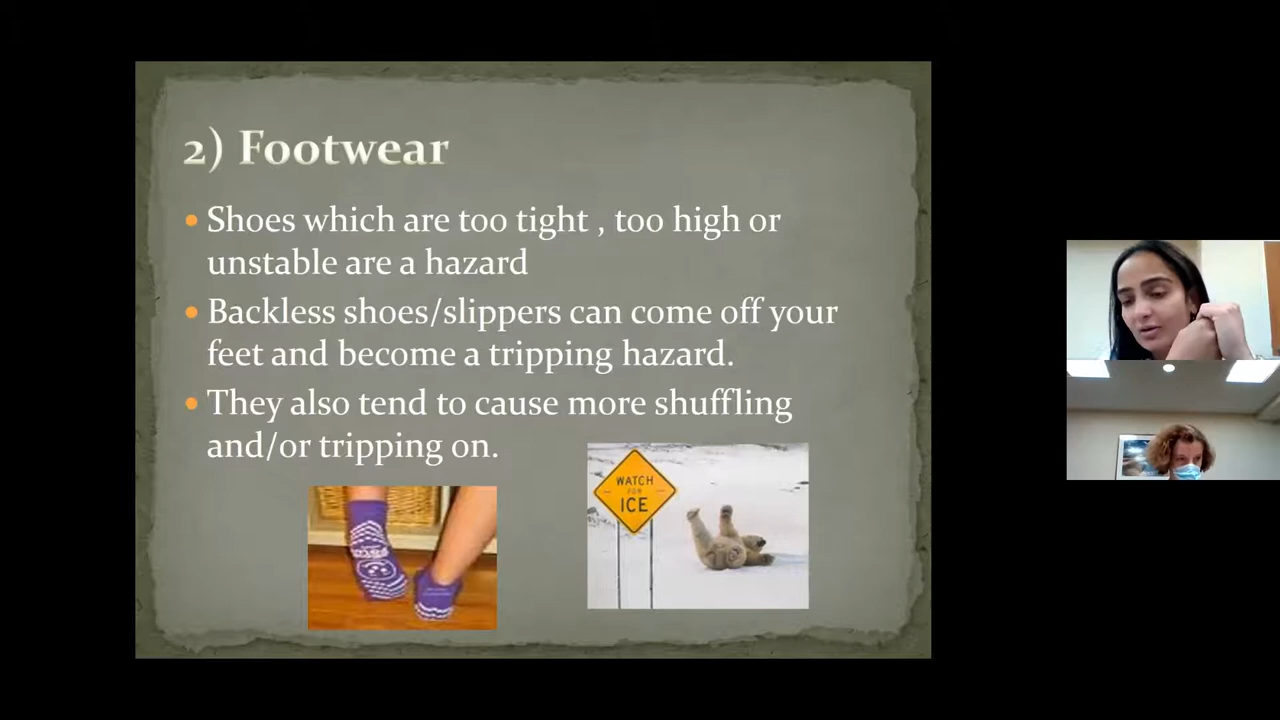 2) Footwear
Shoes which are too tight , too high or
unstable are a hazard
Backless shoes/slippers can come off your
feet and become a tripping hazard.
They also tend to cause more shuffling
and/or tripping on.
WATCH
FOR
ICE